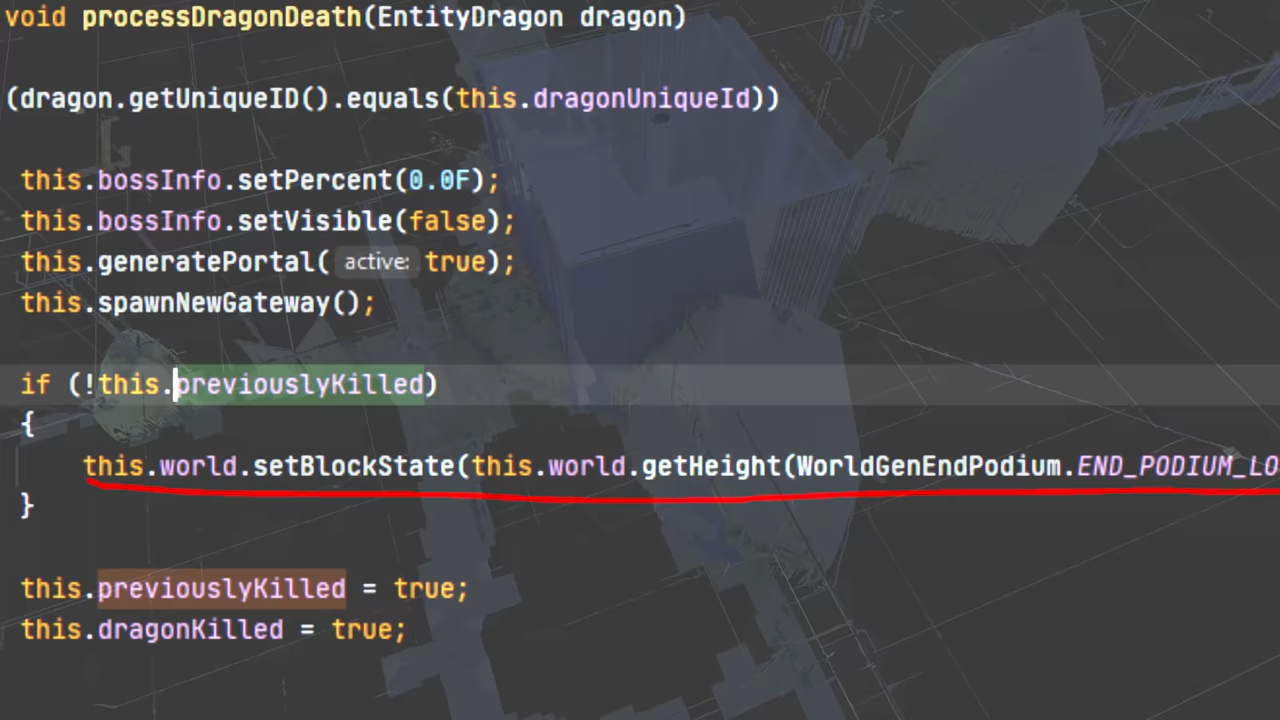 void processDragonDeath(EntityDragon dragon)
(dragon.getUniqueID().equals(this.dragonUniqueId))
this.bossInfo.setPercent(0.0F);
this.bossInfo.setVisible(false);
this.generatePortal( active: true);
this.spawnNewGateway();
if (!this.previouslyKilled)
{
this.world.setBlockState(this.world.getHeight(WorldGenEndPodium.END_PODIUM_LO
}
this.previouslyKilled = true;
this.dragonKilled = true;